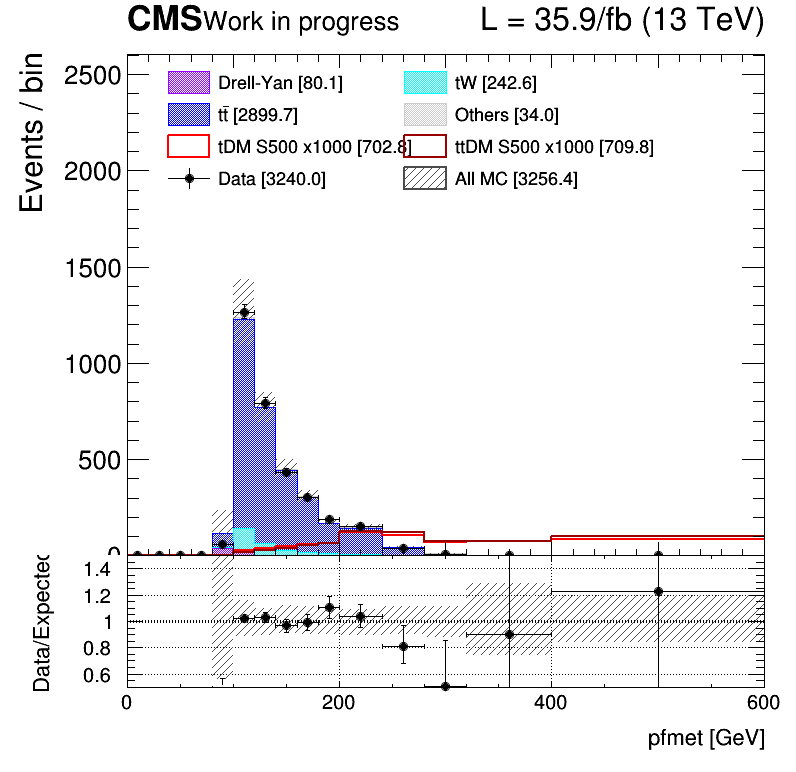 CMS Work in progress L = 35.9/fb (13 TeV)
Events / bin
2500
2000
1500
1000
500
0
Drell-Yan [80.1] tW [242.6]
tt̄ [2899.7] Others [34.0]
tDM S500 x1000 [702.8] ttDM S500 x1000 [709.8]
Data [3240.0] All MC [3256.4]
Data/Expected
1.4
1.2
1
0.8
0.6
0 200 400 600
pfmet [GeV]